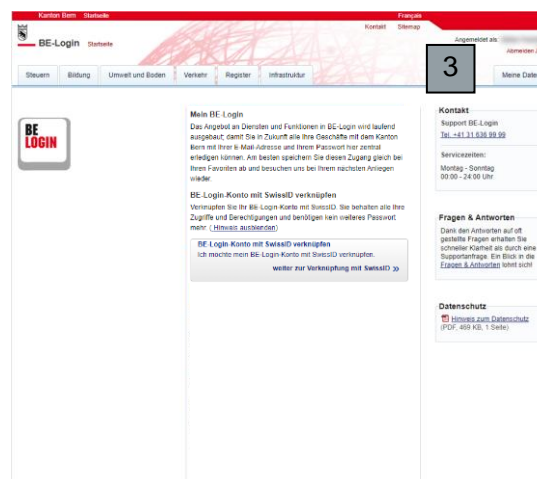 Kanton Bern Startseite Français
Kontakt Sitemap
BE-Login Startseite
Angemeldet als:
Abmelden
3
Steuern Bildung Umwelt und Boden Verkehr Register Infrastruktur Meine Date
BE
LOGIN
Mein BE-Login
Das Angebot an Diensten und Funktionen in BE-Login wird laufend
ausgebaut; damit Sie in Zukunft alle Ihre Geschäfte mit dem Kanton
Bern mit Ihrer E-Mail-Adresse und Ihrem Passwort hier zentral
erledigen können. Am besten speichern Sie diesen Zugang gleich bei
Ihren Favoriten ab und besuchen uns bei Ihrem nächsten Anliegen
wieder.
BE-Login-Konto mit SwissID verknüpfen
Verknüpfen Sie Ihr BE-Login-Konto mit SwissID. Sie behalten alle Ihre
Zugriffe und Berechtigungen und benötigen kein weiteres Passwort
mehr. ( Hinweis ausblenden)
BE-Login-Konto mit SwissID verknüpfen
Ich möchte mein BE-Login-Konto mit SwissID verknüpfen.
weiter zur Verknüpfung mit SwissID »
Kontakt
Support BE-Login
Tel. +41 31 636 99 99
Servicezeiten:
Montag - Sonntag
00:00 - 24:00 Uhr
Fragen & Antworten
Dank den Antworten auf oft
gestellte Fragen erhalten Sie
schneller Klarheit als durch eine
Supportanfrage. Ein Blick in die
Fragen & Antworten lohnt sich!
Datenschutz
Hinweis zum Datenschutz
(PDF, 469 KB, 1 Seite)